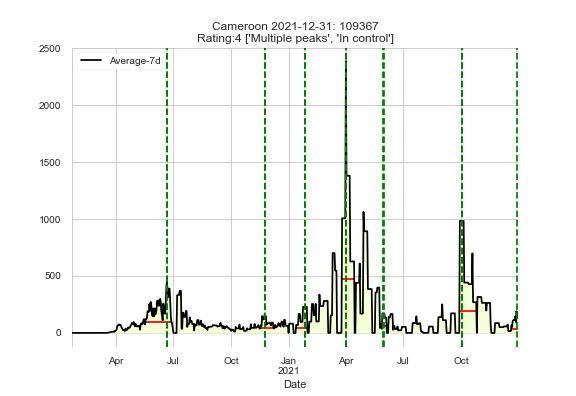 Cameroon 2021-12-31: 109367
Rating:4 ['Multiple peaks', 'In control']
Average-7d
2500
2000
1500
1000
500
0
Apr Jul Oct Jan Apr Jul Oct
2021
Date